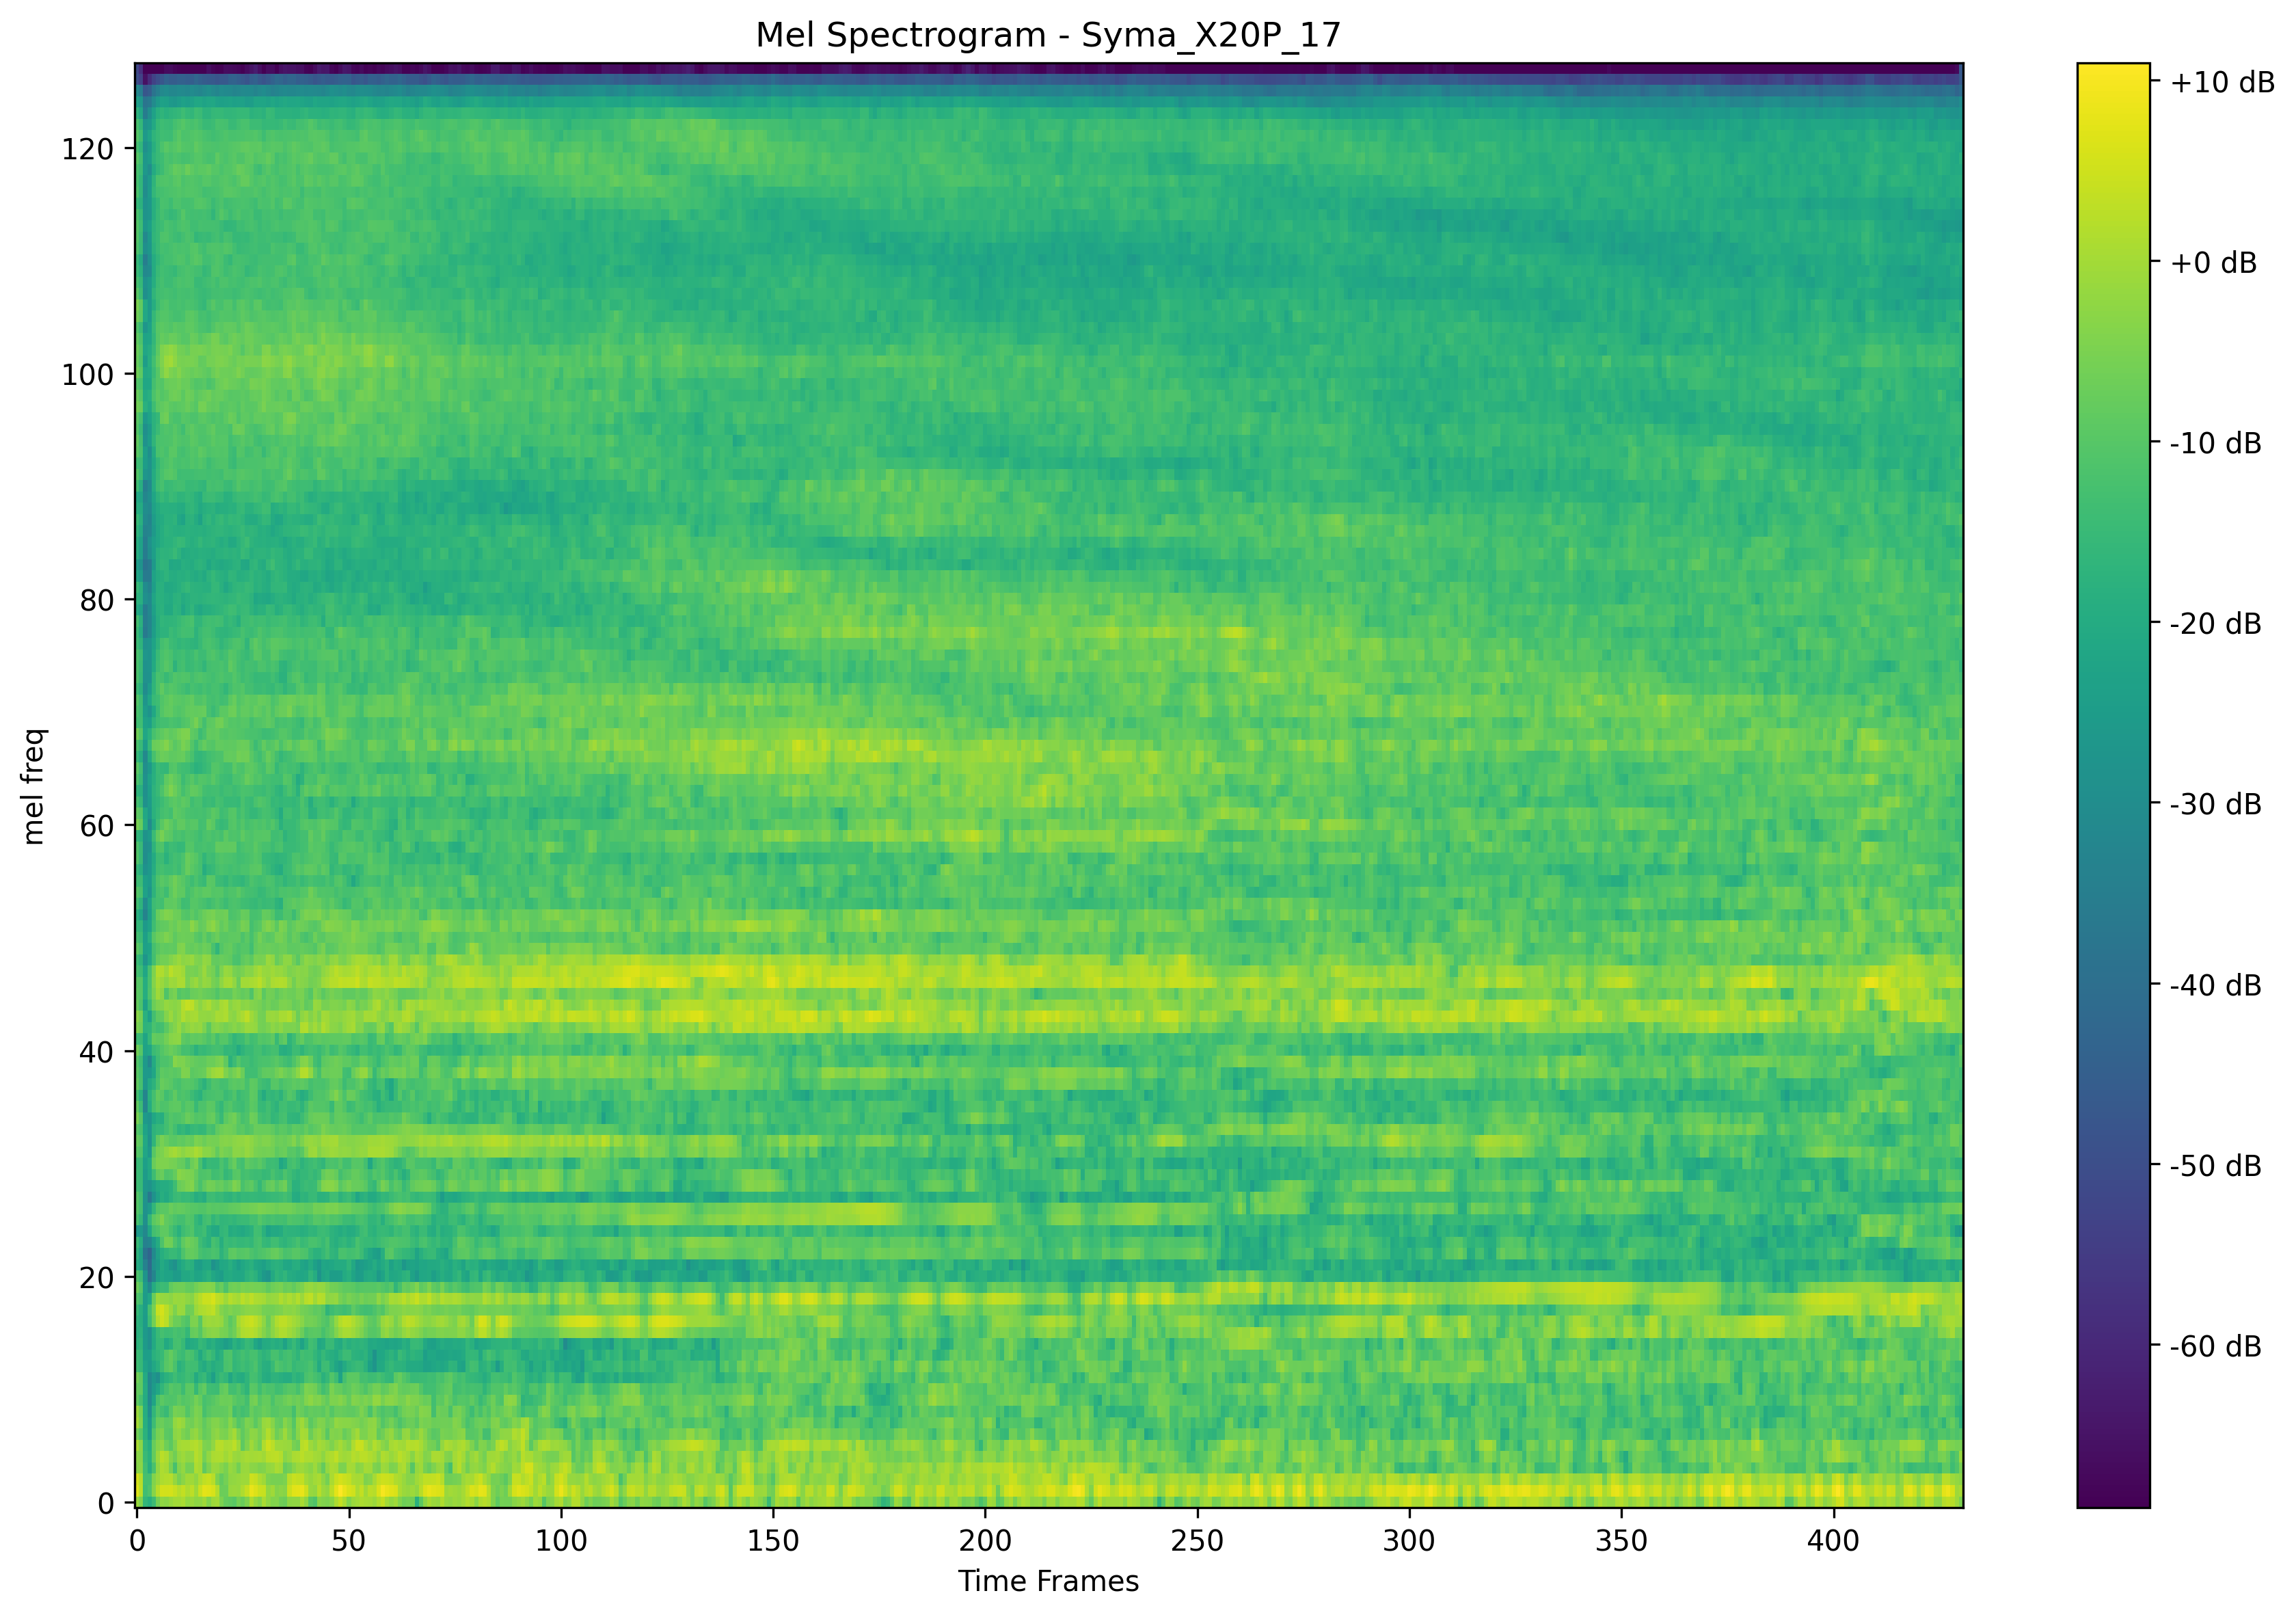 Mel Spectrogram - Syma_X20P_17
mel freq
120
100
80
60
40
20
0
0 50 100 150 200 250 300 350 400
Time Frames
+10 dB
+0 dB
-10 dB
-20 dB
-30 dB
-40 dB
-50 dB
-60 dB